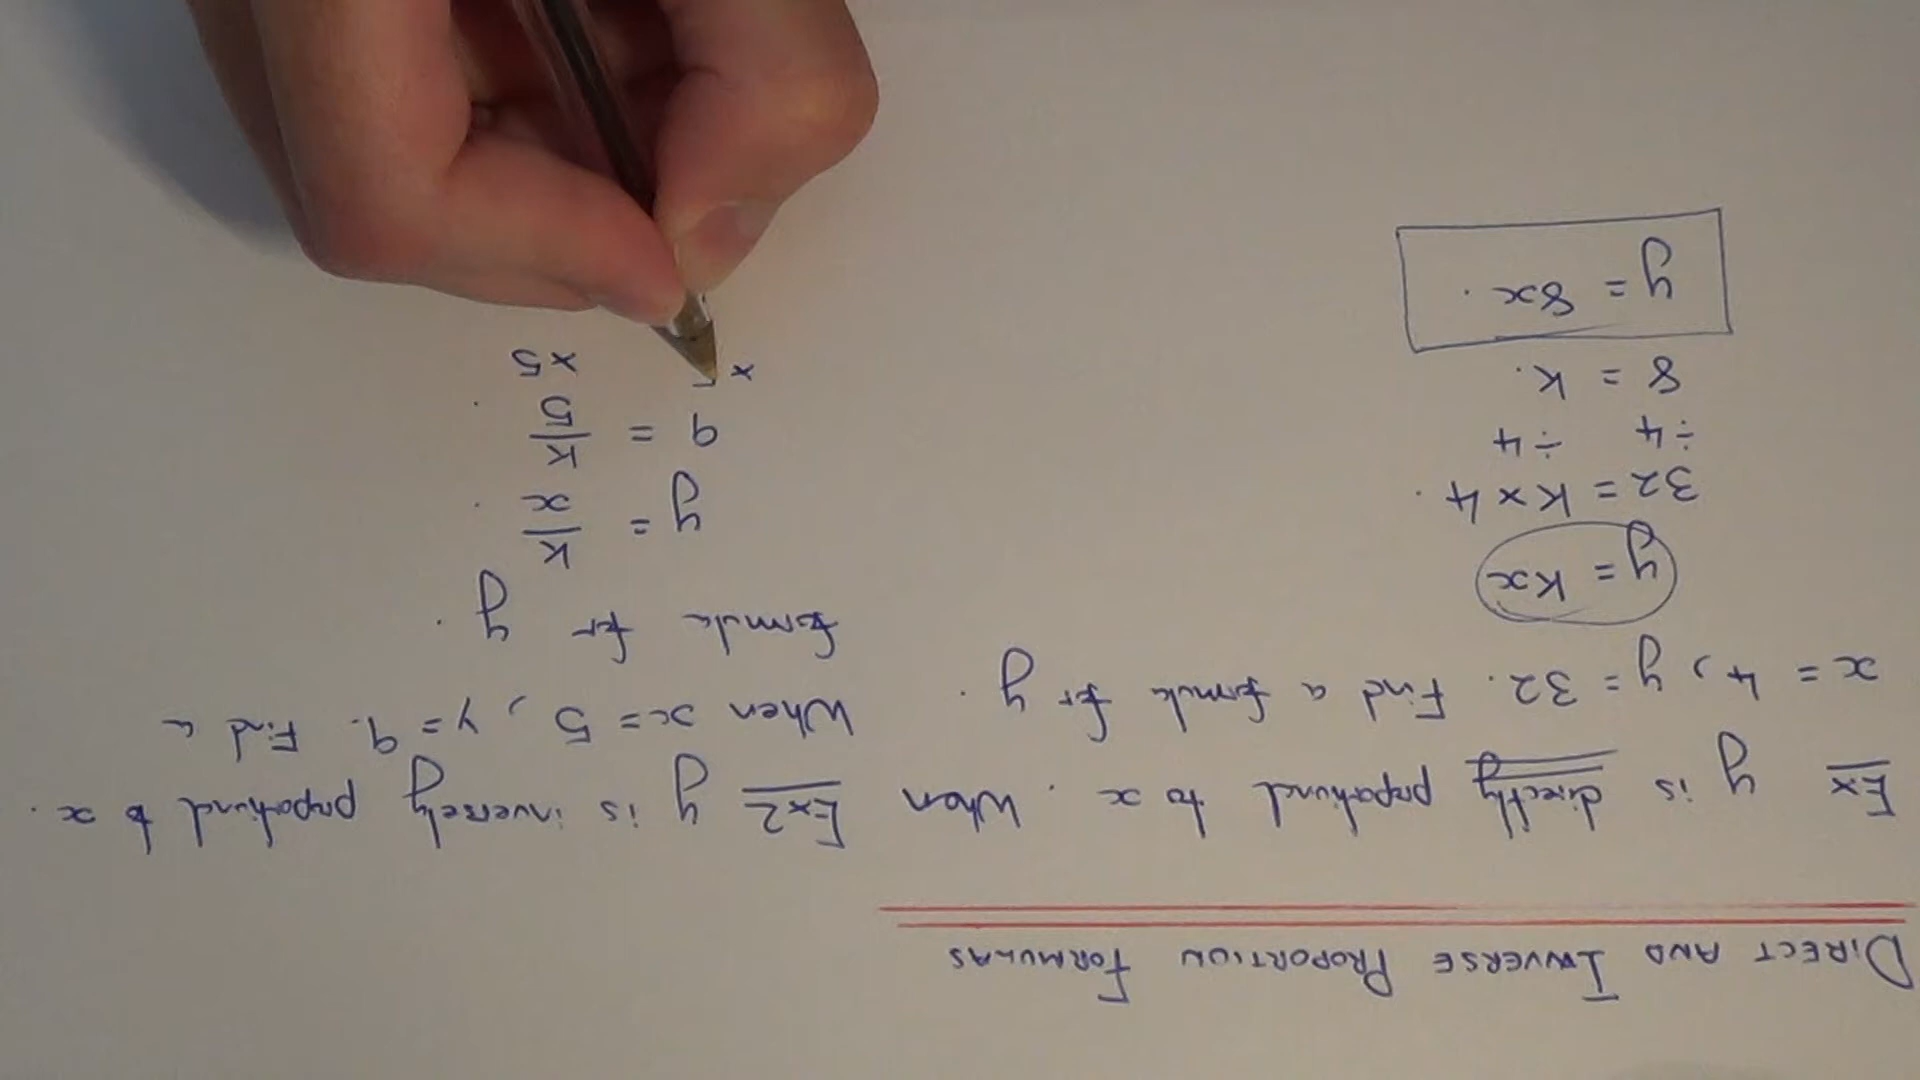 DIRECT AND INVERSE PROPORTION FORMULAS
Ex y is directly proportional to x. When
x = 4, y = 32. Find a formula for y.
y = Kx
32 = K x 4.
÷4 ÷4
8 = K.
y = 8x.
Ex2 y is inversely proportional to x.
When x = 5, y = 9. Find a
formula for y.
y = K/x.
9 = K/5.
x x5